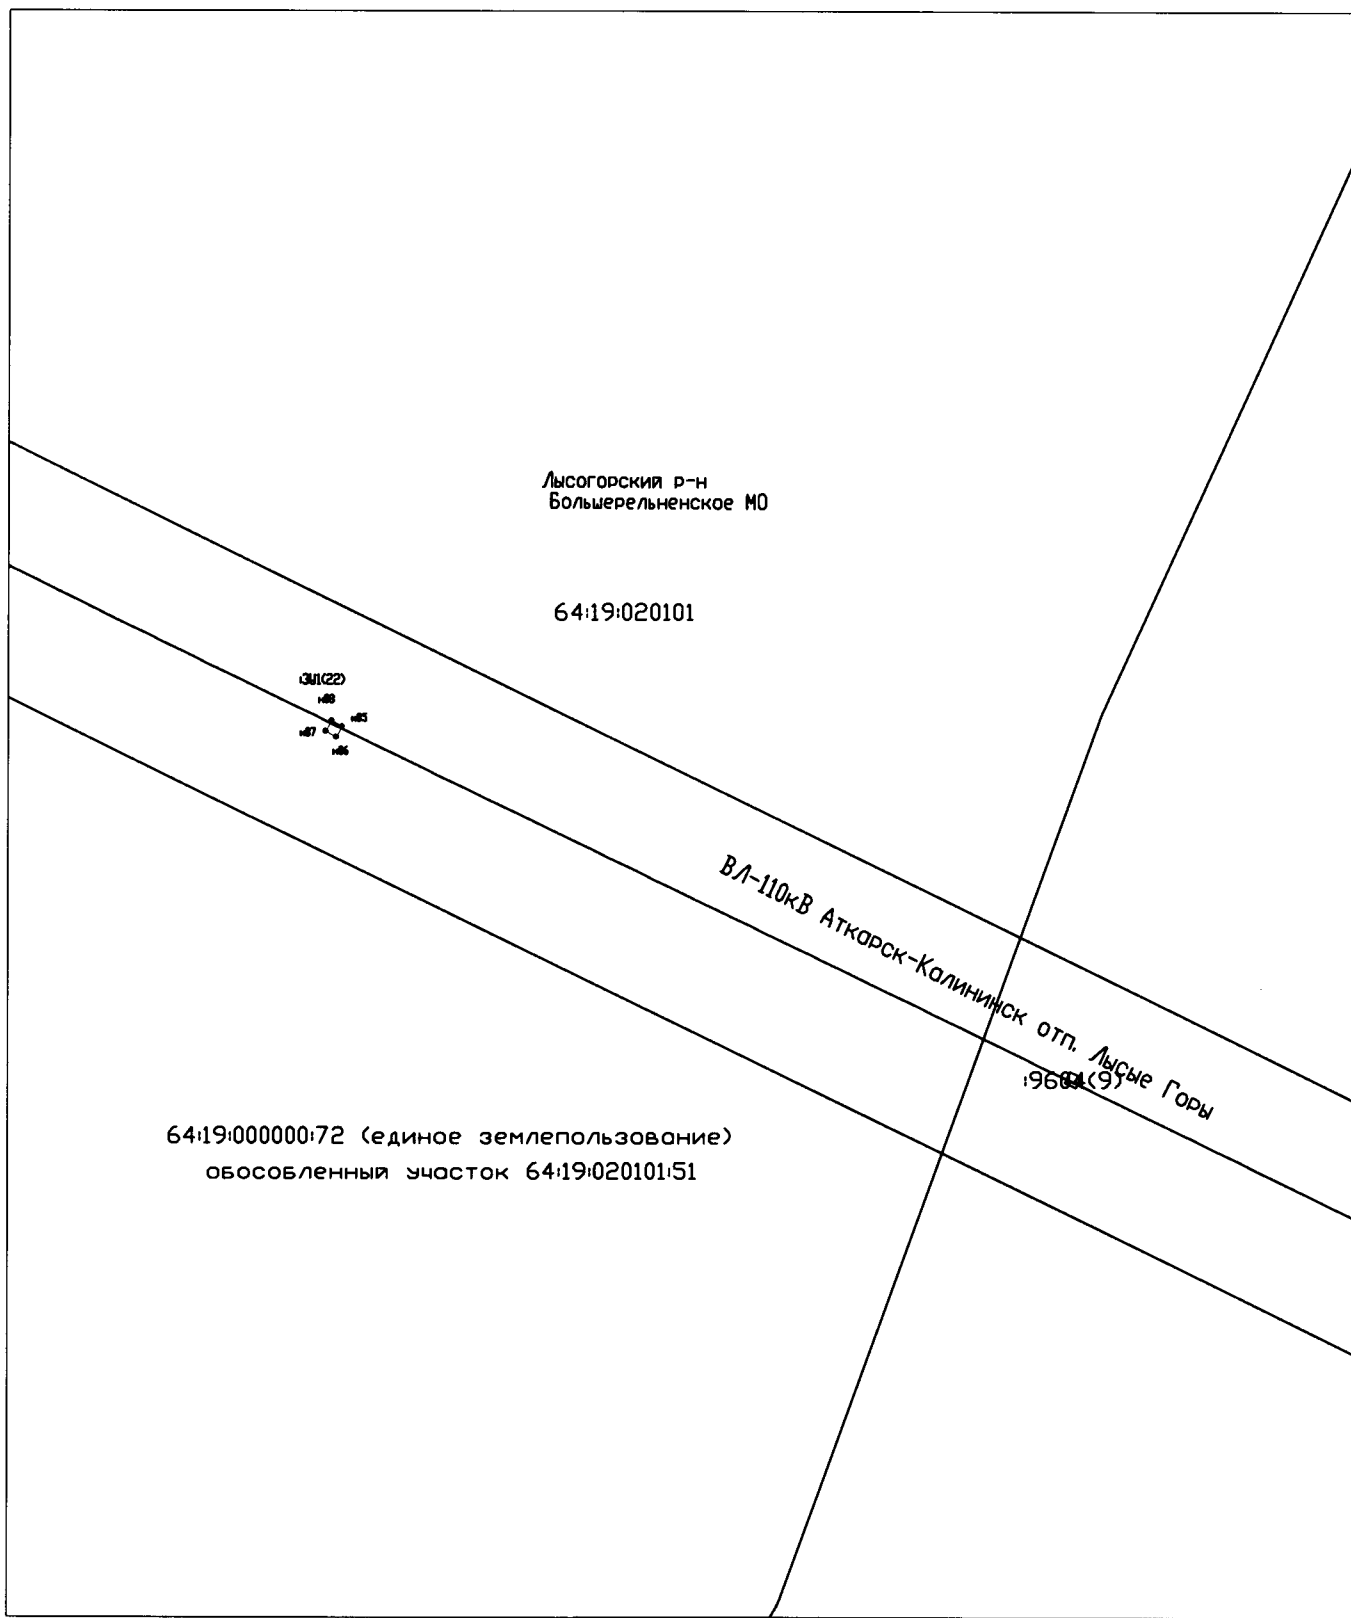 Лысогорский р-н
Большерельненское МО
64:19:020101
:ЗУ1(22)
н88
н85
н87
н86
ВЛ-110кВ Аткарск-Калининск отп. Лысые Горы
64:19:000000:72 (единое землепользование)
обособленный участок 64:19:020101:51